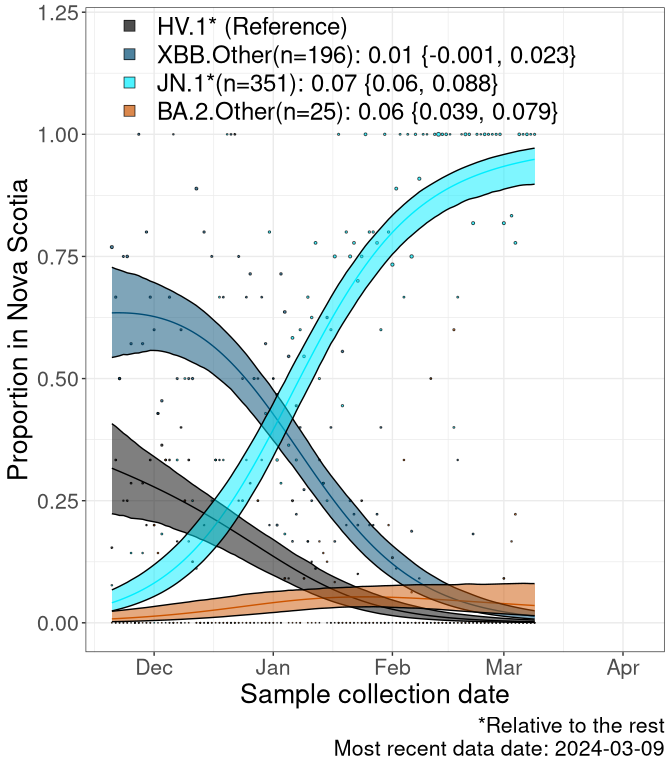 HV.1* (Reference)
XBB.Other(n=196): 0.01 {-0.001, 0.023}
JN.1*(n=351): 0.07 {0.06, 0.088}
BA.2.Other(n=25): 0.06 {0.039, 0.079}
1.25
1.00
0.75
0.50
0.25
0.00
Proportion in Nova Scotia
Dec Jan Feb Mar Apr
Sample collection date
*Relative to the rest
Most recent data date: 2024-03-09